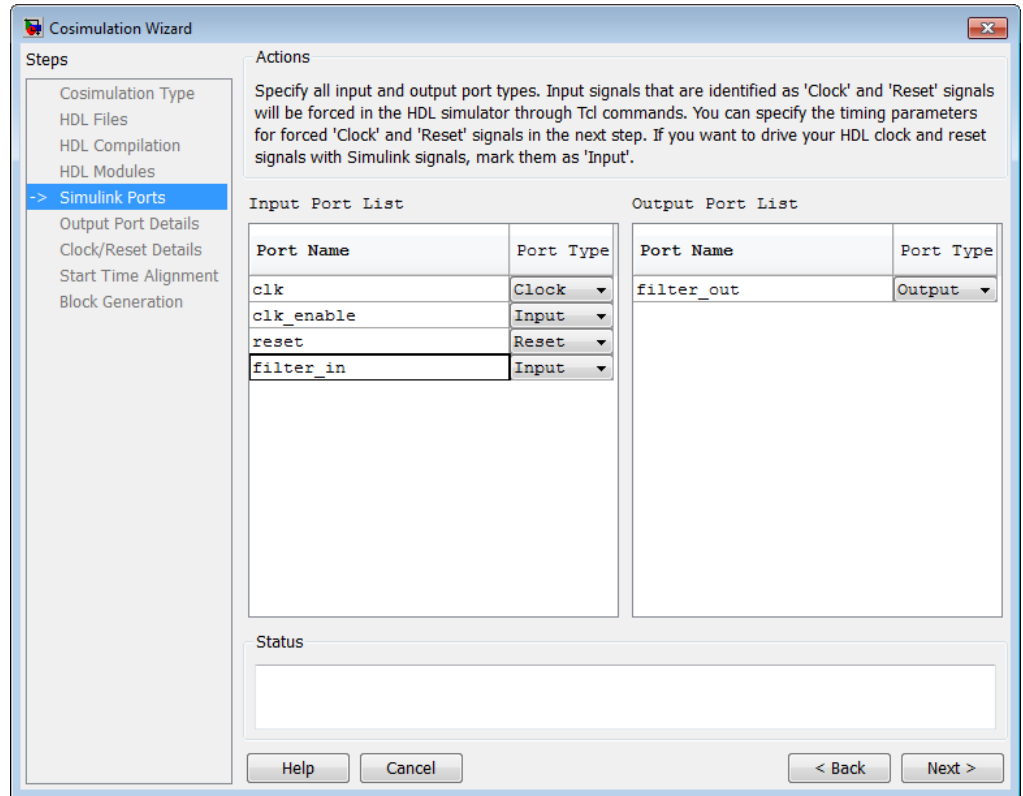 Cosimulation Wizard
Steps
Cosimulation Type
HDL Files
HDL Compilation
HDL Modules
-> Simulink Ports
Output Port Details
Clock/Reset Details
Start Time Alignment
Block Generation
Actions
Specify all input and output port types. Input signals that are identified as 'Clock' and 'Reset' signals
will be forced in the HDL simulator through Tcl commands. You can specify the timing parameters
for forced 'Clock' and 'Reset' signals in the next step. If you want to drive your HDL clock and reset
signals with Simulink signals, mark them as 'Input'.
Input Port List
Port Name Port Type
clk Clock
clk_enable Input
reset Reset
filter_in Input
Output Port List
Port Name Port Type
filter_out Output
Status
Help Cancel < Back Next >